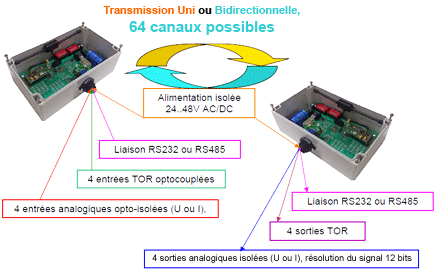 Transmission Uni ou Bidirectionnelle,
64 canaux possibles
Alimentation isolée
24..48V AC/DC
Liaison RS232 ou RS485
4 entrées TOR optocouplées
4 entrées analogiques opto-isolées (U ou I),
Liaison RS232 ou RS485
4 sorties TOR
4 sorties analogiques isolées (U ou I), résolution du signal 12 bits